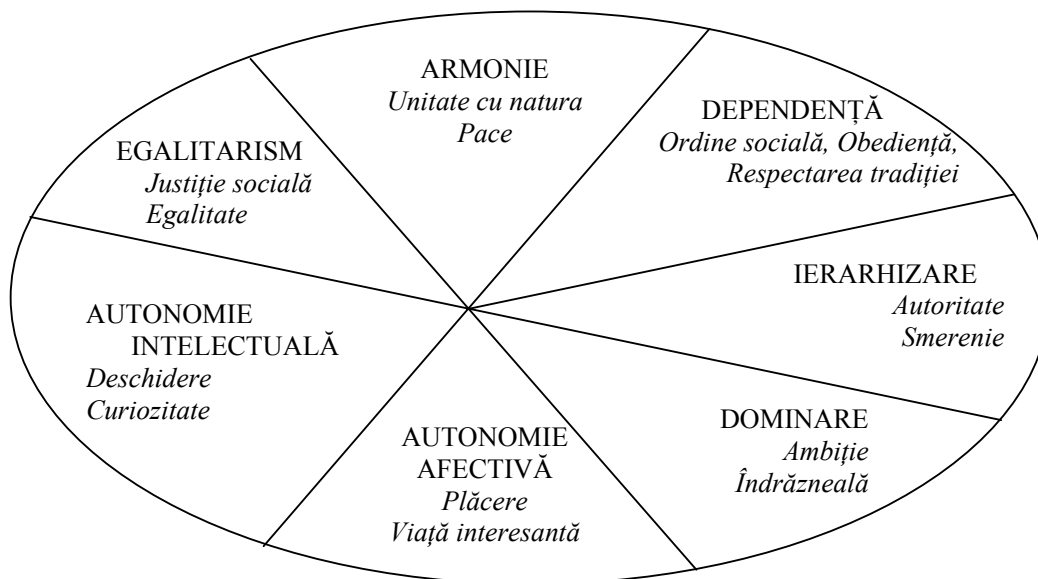 ARMONIE
Unitate cu natura
Pace
DEPENDENȚĂ
Ordine socială, Obediență,
Respectarea tradiției
EGALITARISM
Justiție socială
Egalitate
IERARHIZARE
Autoritate
Smerenie
AUTONOMIE
INTELECTUALĂ
Deschidere
Curiozitate
DOMINARE
Ambiție
Îndrăzneală
AUTONOMIE
AFECTIVĂ
Plăcere
Viață interesantă